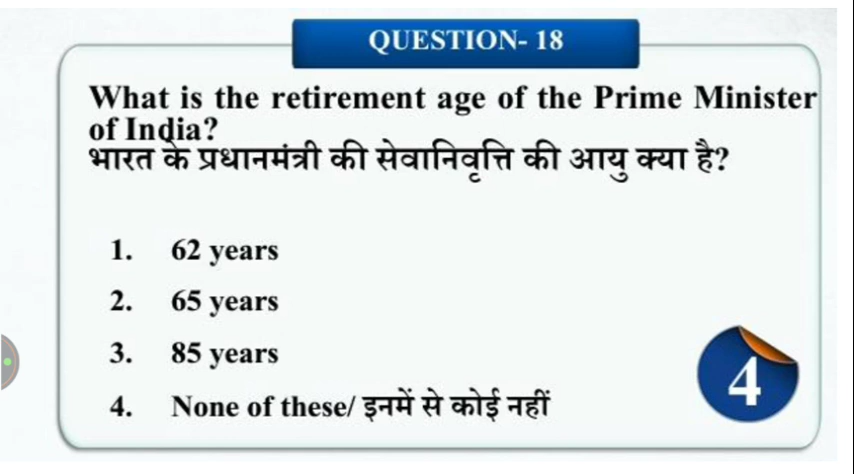 QUESTION- 18
What is the retirement age of the Prime Minister
of India?
भारत के प्रधानमंत्री की सेवानिवृत्ति की आयु क्या है?
1. 62 years
2. 65 years
3. 85 years
4. None of these/ इनमें से कोई नहीं
4